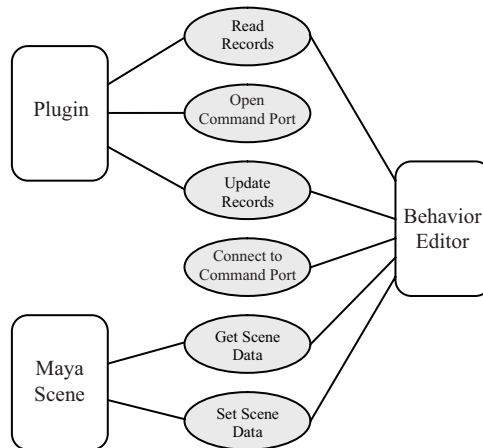 Read
Records
Plugin
Open
Command Port
Update
Records
Behavior
Editor
Connect to
Command Port
Get Scene
Data
Maya
Scene
Set Scene
Data